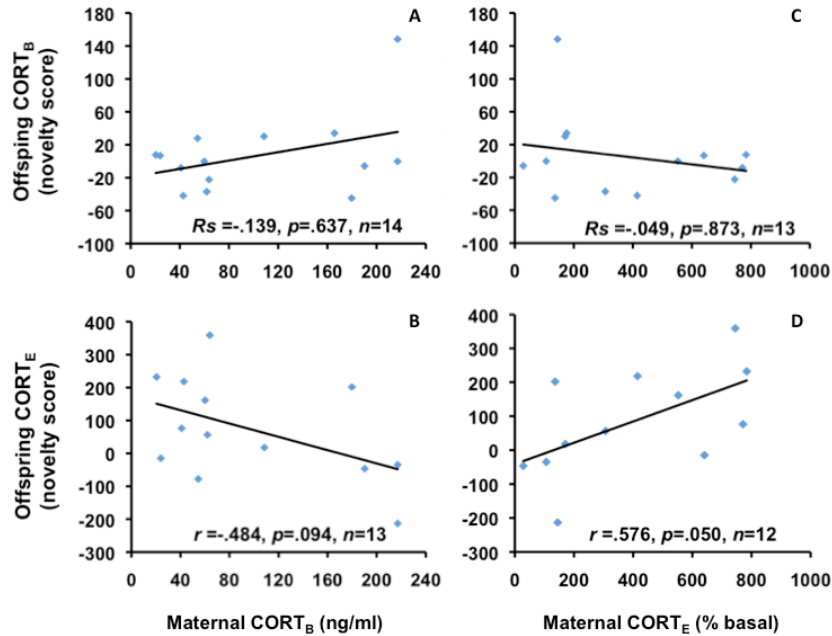 A
C
Offsping CORTB
(novelty score)
180
140
100
60
20
-20
-60
-100
Rs =-.139, p=.637, n=14
0 40 80 120 160 200 240
180
140
100
60
20
-20
-60
-100
Rs =-.049, p=.873, n=13
0 200 400 600 800 1000
B
D
Offspring CORTE
(novelty score)
400
300
200
100
0
-100
-200
-300
r =-.484, p=.094, n=13
0 40 80 120 160 200 240
Maternal CORTB (ng/ml)
400
300
200
100
0
-100
-200
-300
r =.576, p=.050, n=12
0 200 400 600 800 1000
Maternal CORTE (% basal)